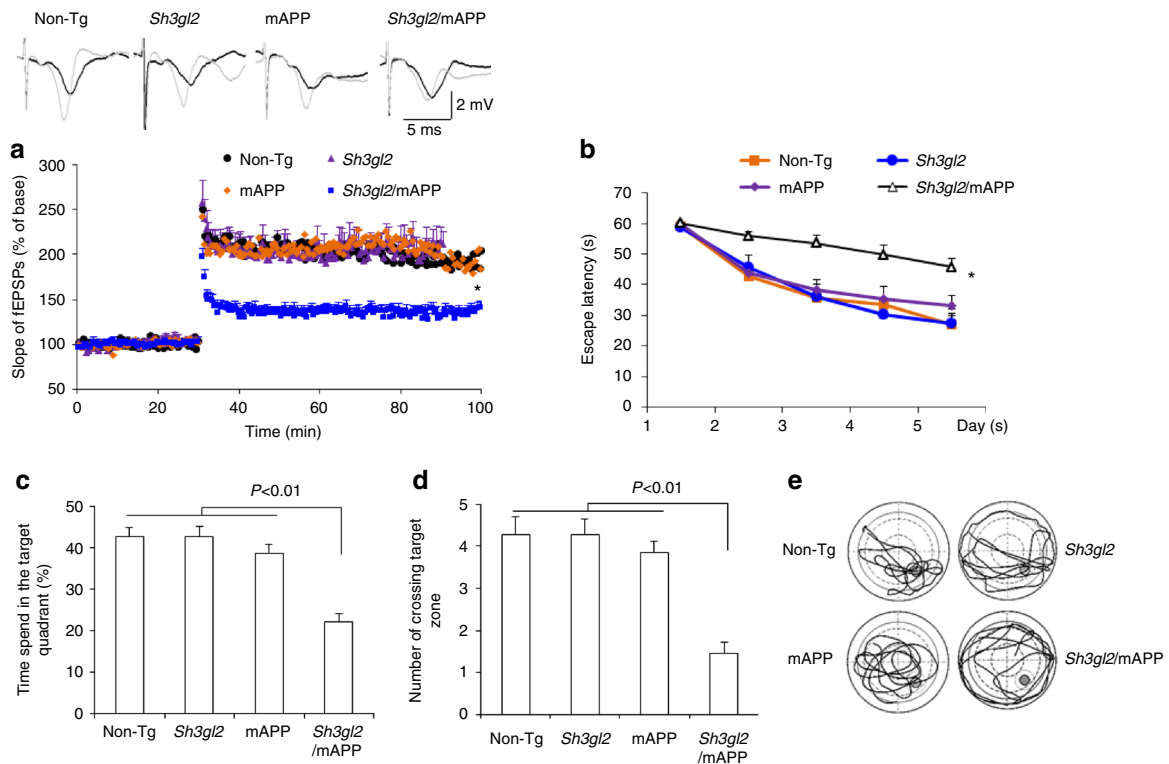 Non-Tg Sh3gl2 mAPP Sh3gl2/mAPP
2 mV
5 ms
a
Non-Tg Sh3gl2
mAPP Sh3gl2/mAPP
Slope of fEPSPs (% of base)
300
250
200
150
100
50
*
0 20 40 60 80 100
Time (min)
b
Non-Tg Sh3gl2
mAPP Sh3gl2/mAPP
Escape latency (s)
70
60
50
40
30
20
10
0
*
1 2 3 4 5 Day (s)
c
P<0.01
Time spend in the target
quadrant (%)
50
40
30
20
10
0
Non-Tg Sh3gl2 mAPP Sh3gl2
/mAPP
d
P<0.01
Number of crossing target
zone
5
4
3
2
1
0
Non-Tg Sh3gl2 mAPP Sh3gl2
/mAPP
e
Non-Tg Sh3gl2
mAPP Sh3gl2/mAPP